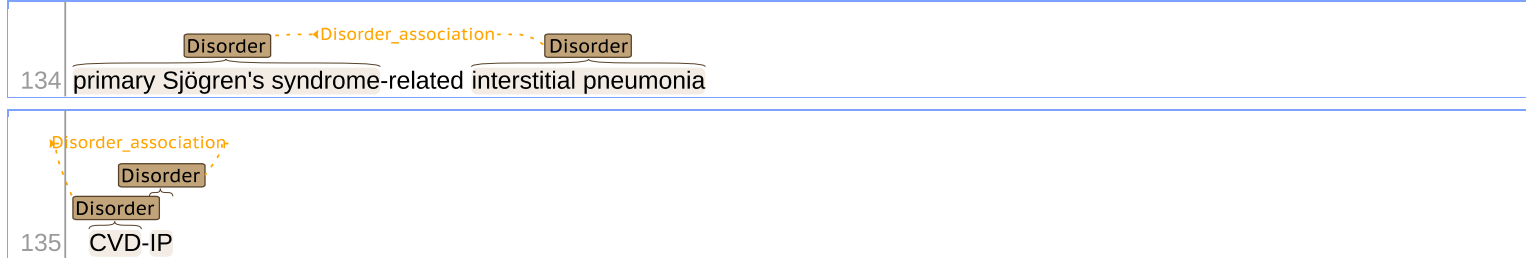 Disorder_association
Disorder Disorder
134 primary Sjögren's syndrome-related interstitial pneumonia
Disorder_association
Disorder
Disorder
135 CVD-IP